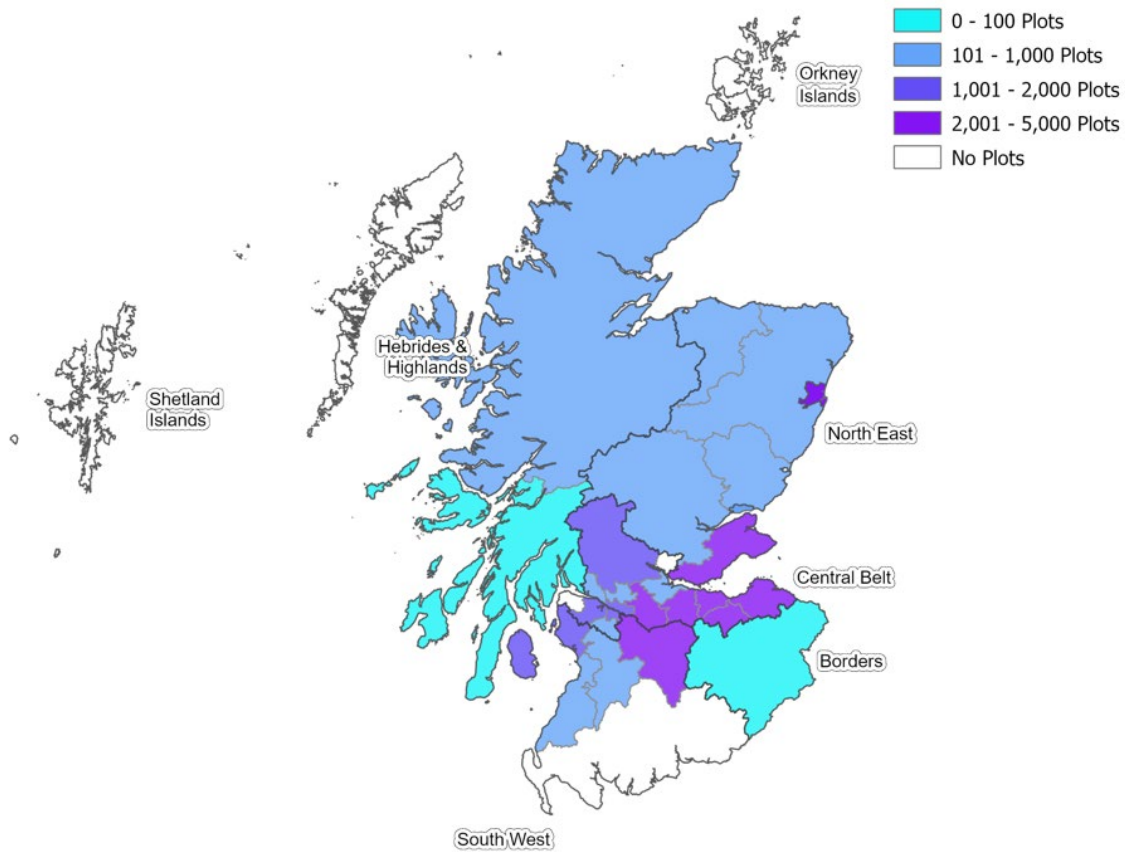 0 - 100 Plots
101 - 1,000 Plots
1,001 - 2,000 Plots
2,001 - 5,000 Plots
No Plots
Orkney
Islands
Hebrides &
Highlands
Shetland
Islands
North East
Central Belt
Borders
South West